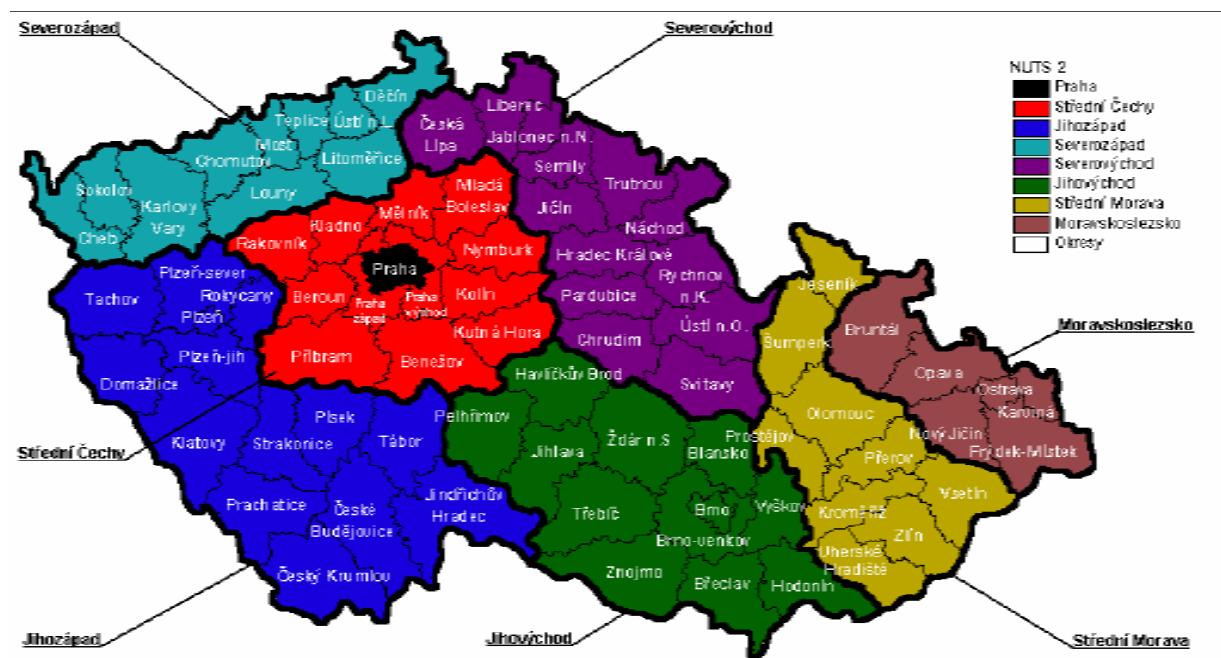 Severozápad
Severovýchod
NUTS 2
Praha
Střední Čechy
Jihozápad
Severozápad
Severovýchod
Jihovýchod
Střední Morava
Moravskoslezsko
Okresy
Děčín
Teplice
Ústí n.L.
Most
Chomutov
Litoměřice
Louny
Sokolov
Karlovy
Vary
Cheb
Liberec
Česká
Lípa
Jablonec n.N.
Semily
Trutnov
Jičín
Náchod
Hradec Králové
Rychnov
n.K.
Pardubice
Ústí n.O.
Chrudim
Svitavy
Mladá
Boleslav
Mělník
Kladno
Rakovník
Nymburk
Praha
Beroun
Praha
západ
Praha
východ
Kolín
Kutná Hora
Příbram
Benešov
Plzeň-sever
Tachov
Rokycany
Plzeň
Plzeň-jih
Domažlice
Klatovy
Písek
Strakonice
Tábor
Prachatice
České
Budějovice
Jindřichův
Hradec
Český Krumlov
Havlíčkův Brod
Pelhřimov
Jihlava
Žďár n.S
Blansko
Třebíč
Brno
Vyškov
Brno-venkov
Znojmo
Břeclav
Hodonín
Jeseník
Šumperk
Olomouc
Prostějov
Přerov
Kroměříž
Vsetín
Zlín
Uherské
Hradiště
Bruntál
Opava
Ostrava
Karviná
Nový Jičín
Frýdek-Místek
Moravskoslezsko
Střední Čechy
Jihozápad
Jihovýchod
Střední Morava